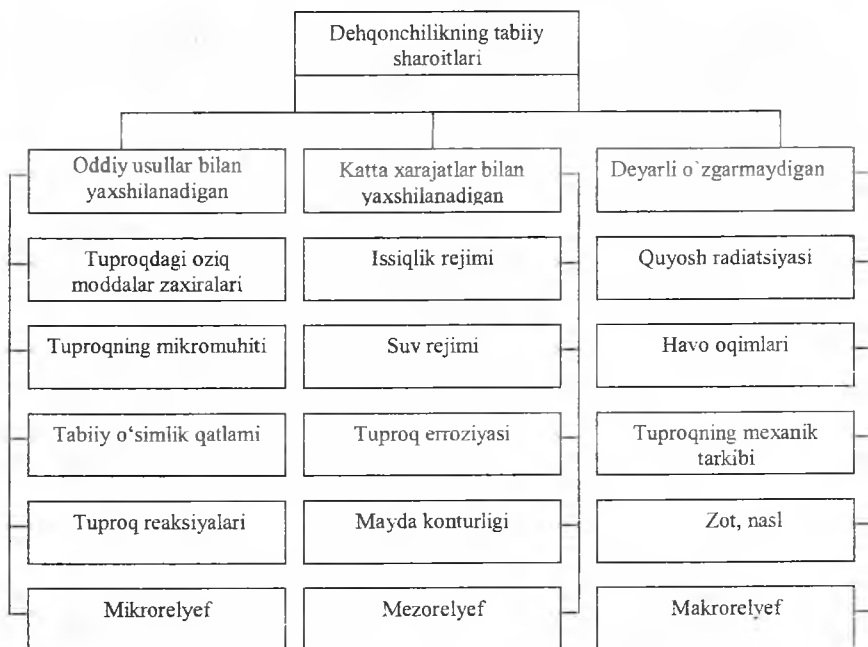 Dehqonchilikning tabiiy
sharoitlari
Oddiy usullar bilan
yaxshilanadigan
Katta xarajatlar bilan
yaxshilanadigan
Deyarli o`zgarmaydigan
Tuproqdagi oziq
moddalar zaxiralari
Issiqlik rejimi
Quyosh radiatsiyasi
Tuproqning mikromuhiti
Suv rejimi
Havo oqimlari
Tabiiy o‘simlik qatlami
Tuproq erroziyasi
Tuproqning mexanik
tarkibi
Tuproq reaksiyalari
Mayda konturligi
Zot, nasl
Mikrorelyef
Mezorelyef
Makrorelyef